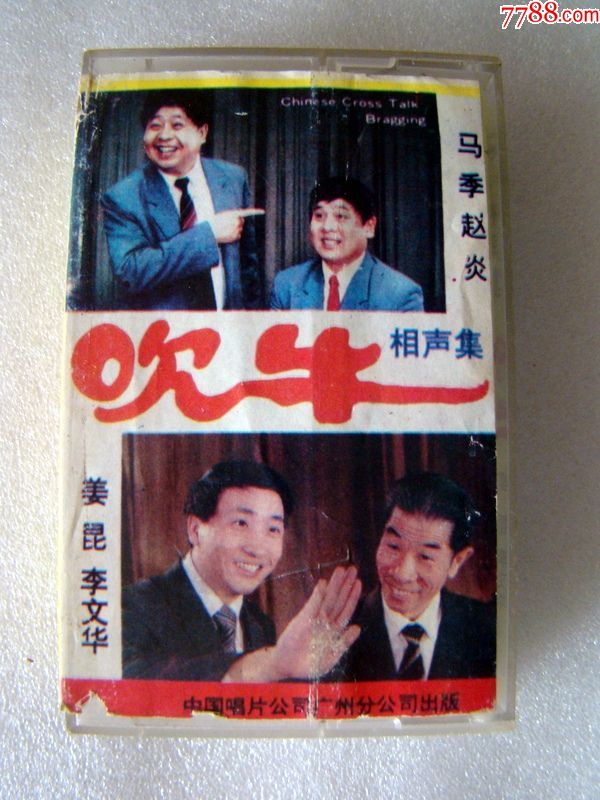 7788.com
Chinese Cross Talk
Bragging
马季赵炎
吹牛
相声集
姜昆李文华
中国唱片公司广州分公司出版